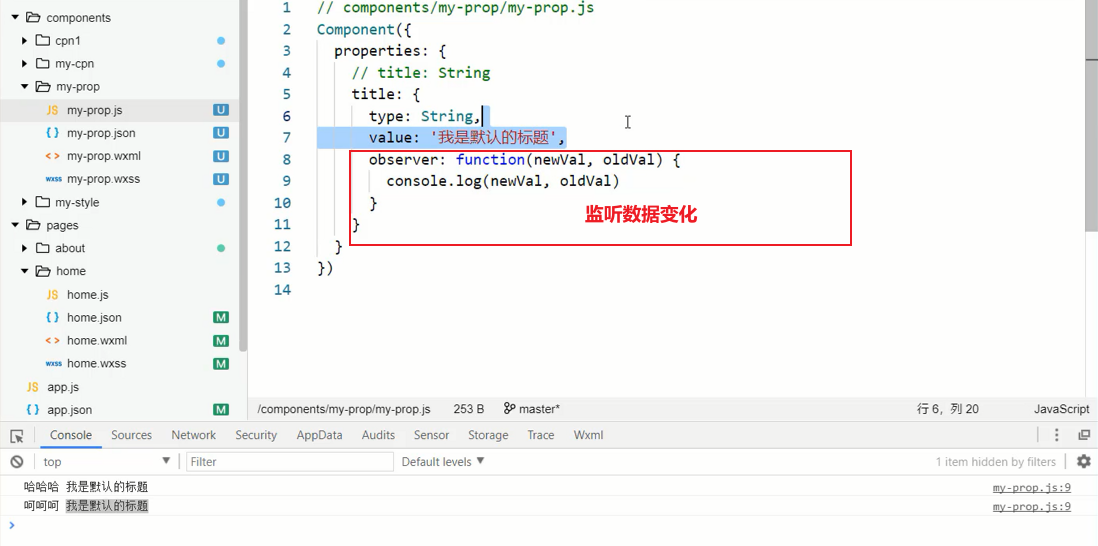 components
cpn1
my-cpn
my-prop
JS my-prop.js U
{ } my-prop.json U
< > my-prop.wxml U
wxss my-prop.wxss U
my-style
pages
about
home
JS home.js
{ } home.json M
< > home.wxml M
wxss home.wxss M
JS app.js
{ } app.json M
1 // components/my-prop/my-prop.js
2 Component({
3 properties: {
4 // title: String
5 title: {
6 type: String,
7 value: '我是默认的标题',
8 observer: function(newVal, oldVal) {
9 console.log(newVal, oldVal)
10 }
11 }
12 }
13 })
14
监听数据变化
/components/my-prop/my-prop.js 253 B master* 行 6，列 20 JavaScript
Console Sources Network Security AppData Audits Sensor Storage Trace Wxml
top Filter Default levels 1 item hidden by filters
哈哈哈 我是默认的标题 my-prop.js:9
呵呵呵 我是默认的标题 my-prop.js:9
>